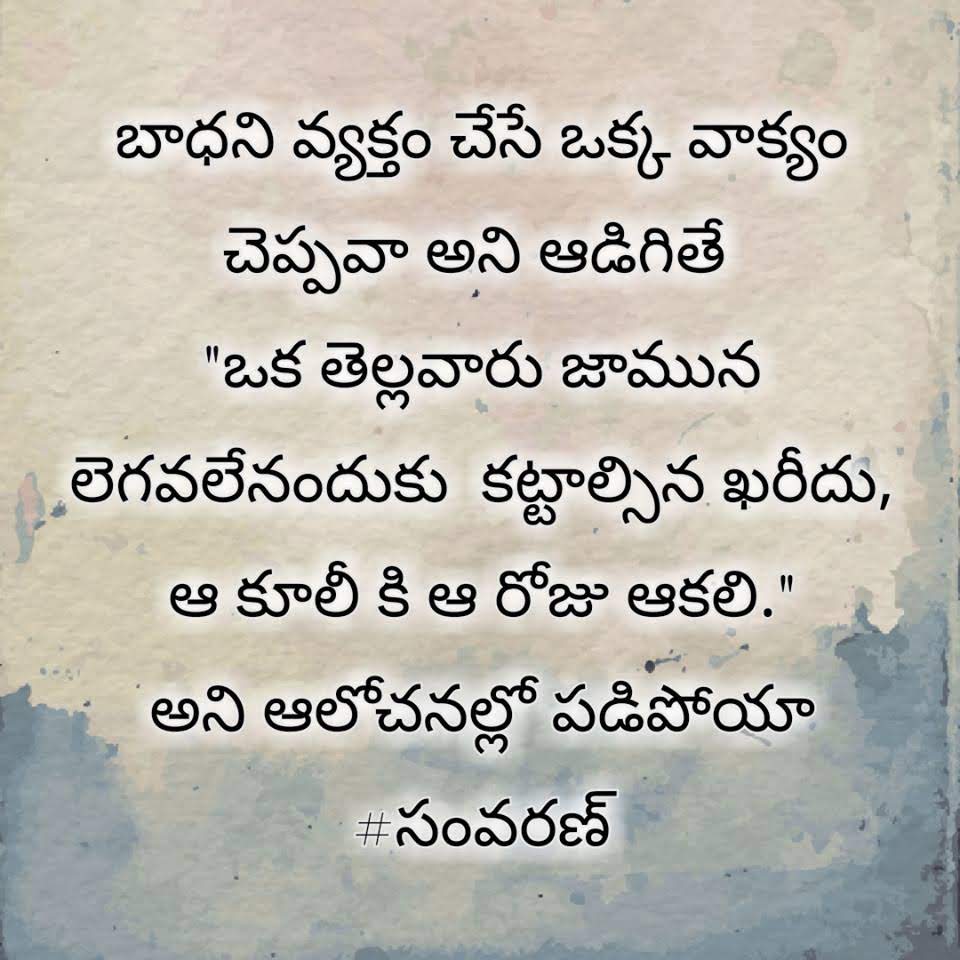 బాధని వ్యక్తం చేసే ఒక్క వాక్యం
చెప్పవా అని ఆడిగితే
"ఒక తెల్లవారు జామున
లెగవలేనందుకు కట్టాల్సిన ఖరీదు,
ఆ కూలీ కి ఆ రోజు ఆకలి."
అని ఆలోచనల్లో పడిపోయా
#సంవరణ్